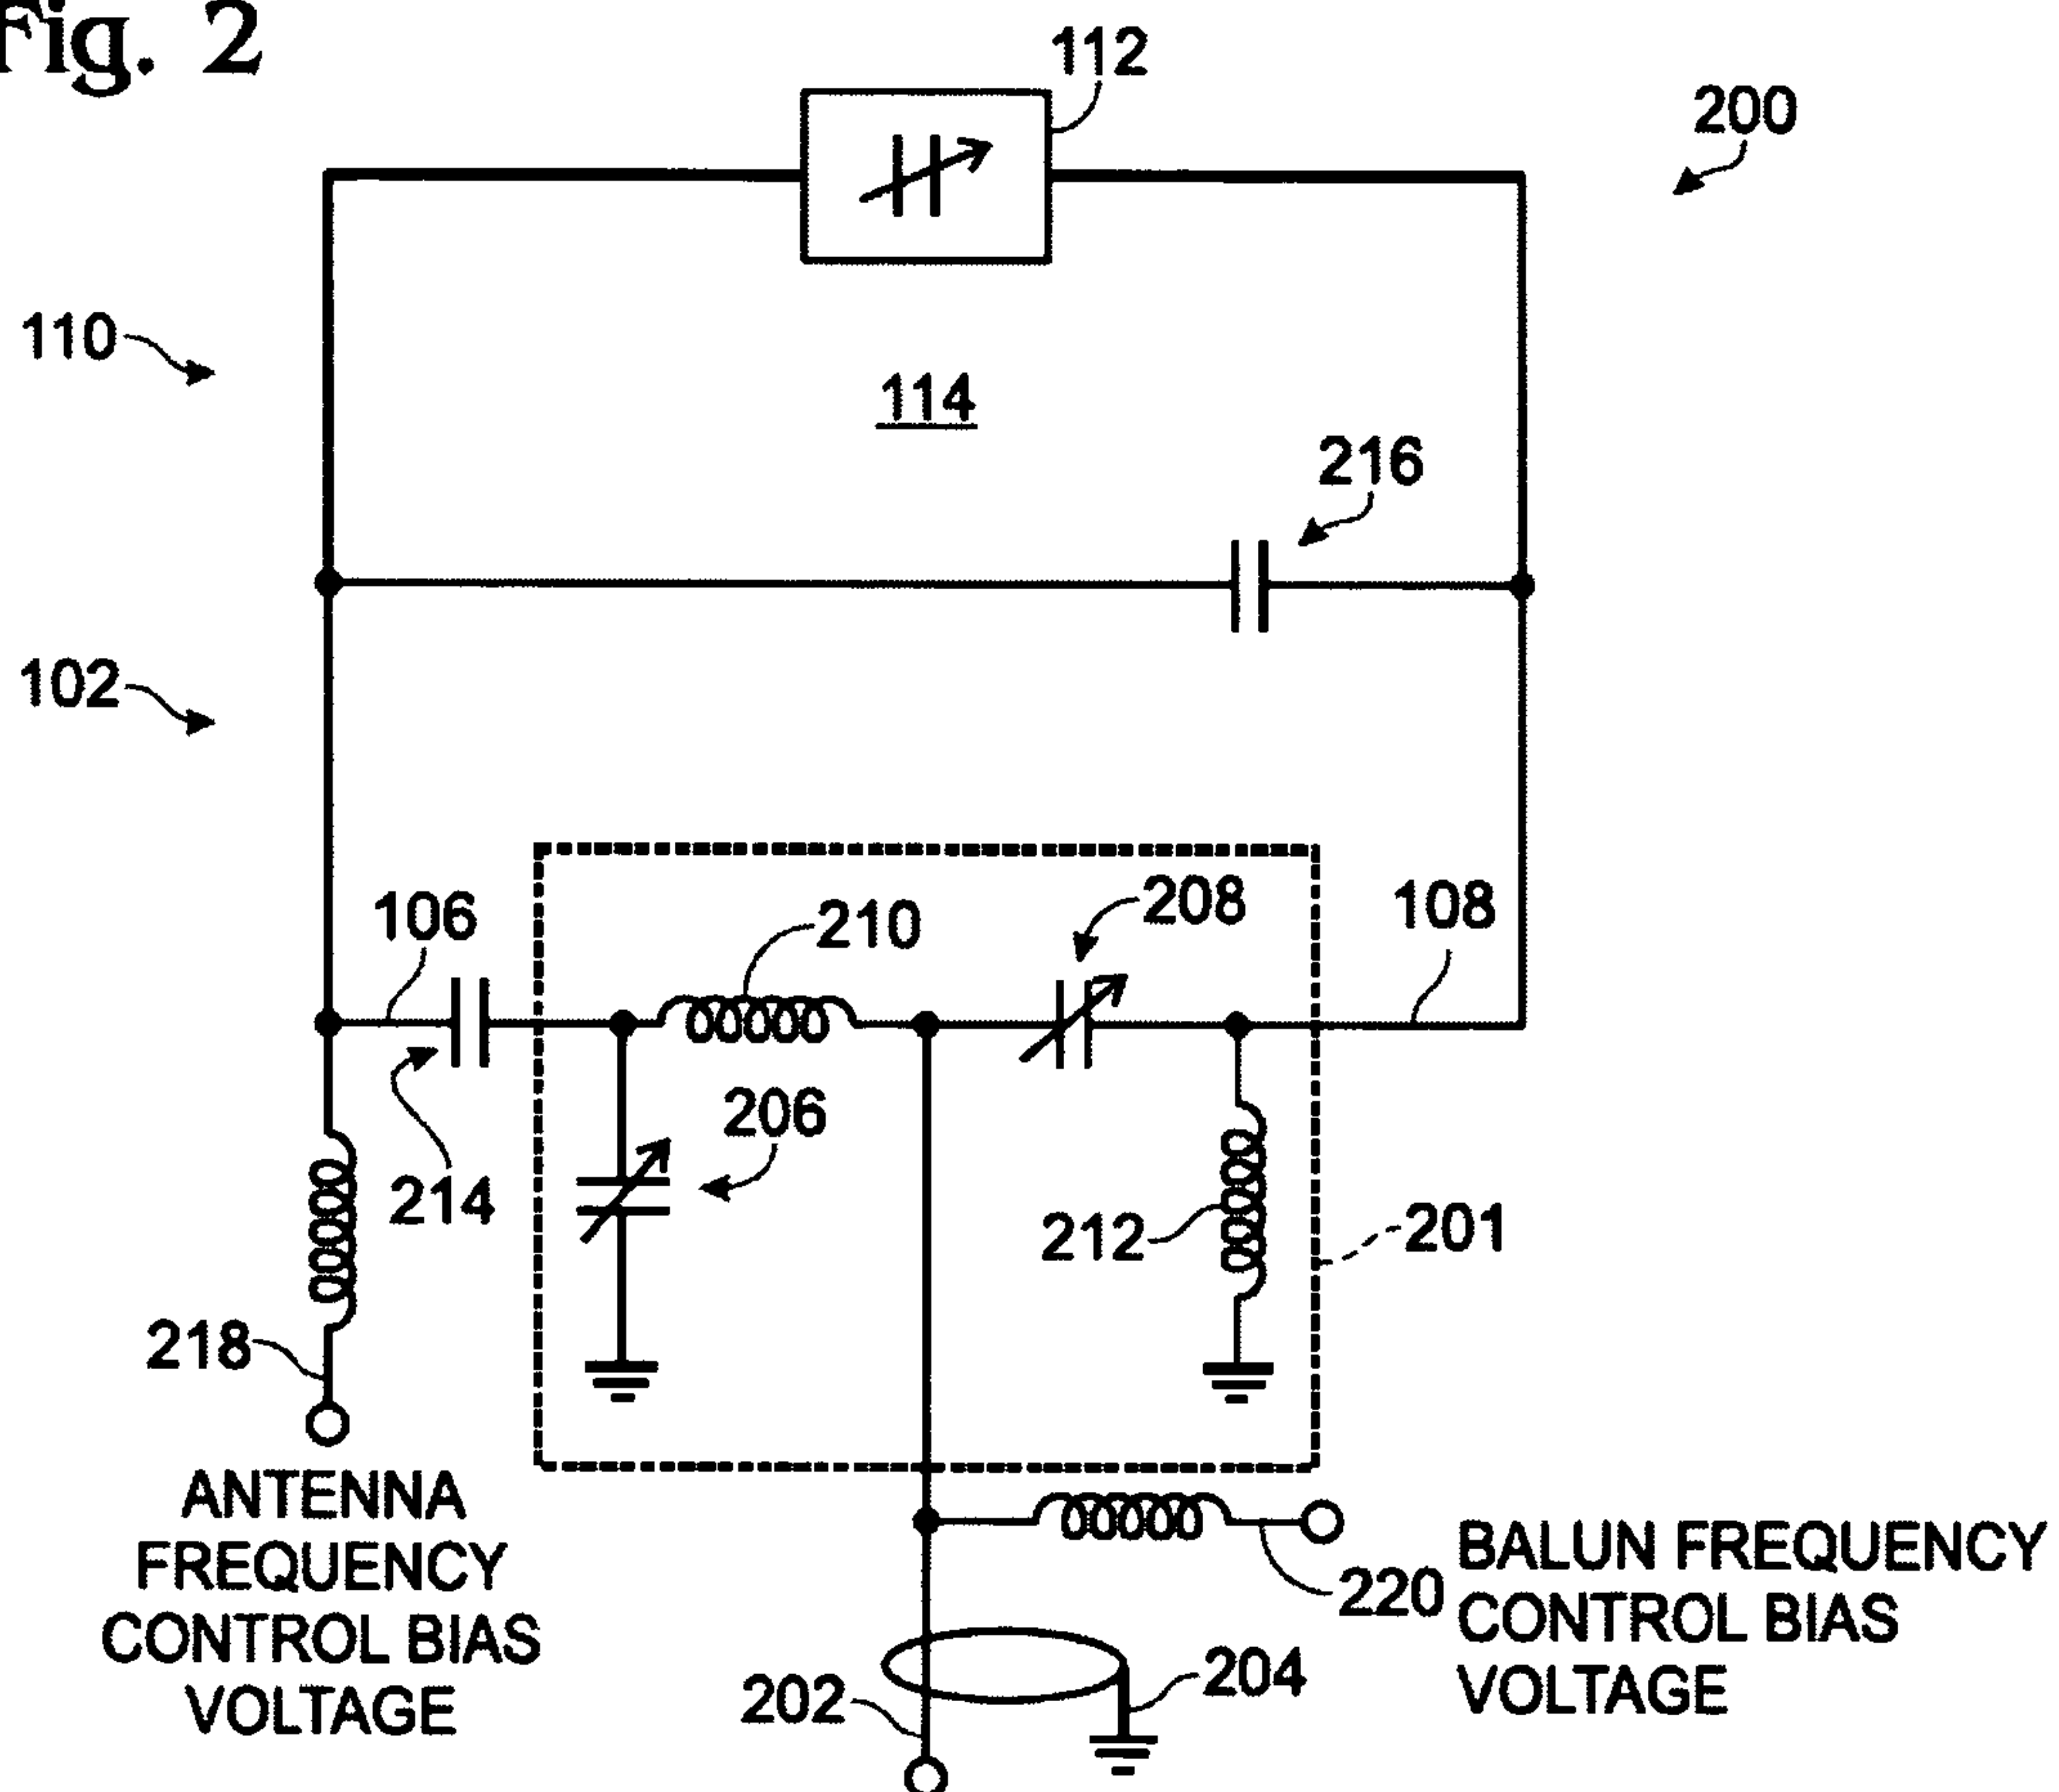 Fig. 2
112
200
110
114
216
102
106
210
208
108
214
206
212
201
218
ANTENNA
FREQUENCY
CONTROL BIAS
VOLTAGE
220
BALUN FREQUENCY
CONTROL BIAS
VOLTAGE
202
204